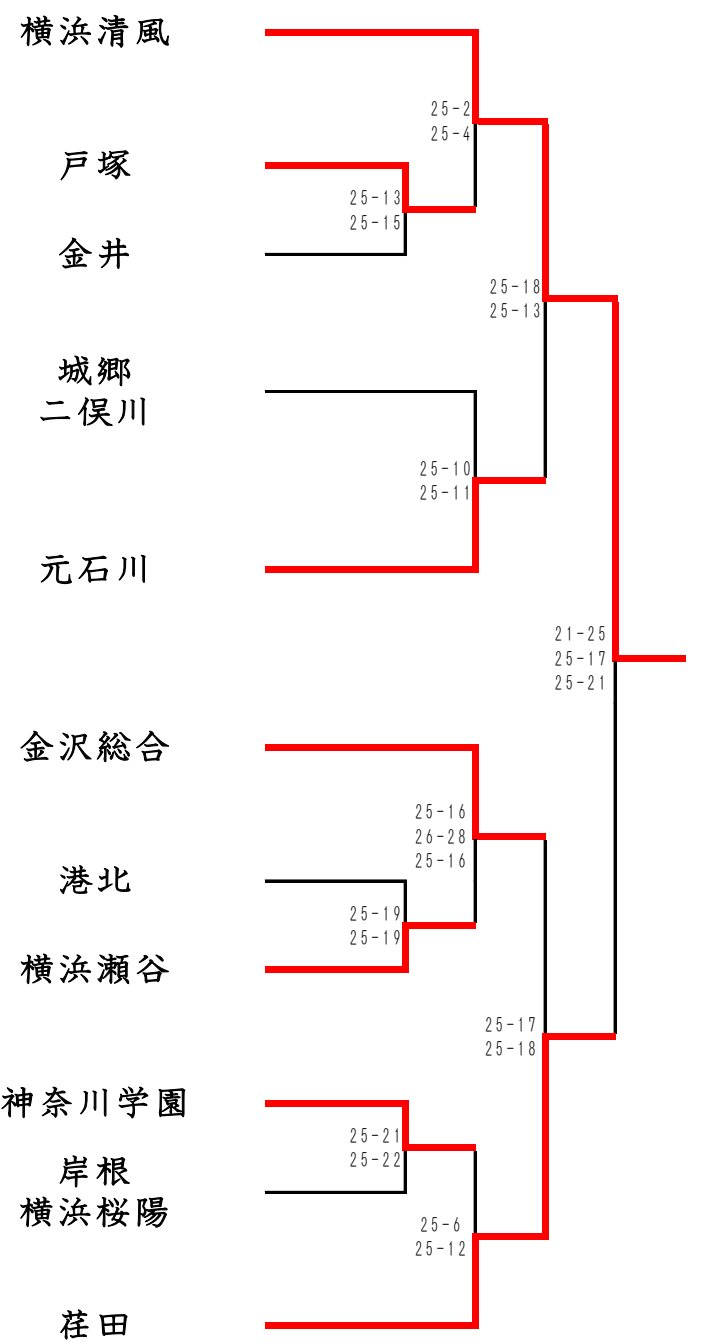 横浜清風
25-2
25-4
戸塚
25-13
25-15
金井
25-18
25-13
城郷
二俣川
25-10
25-11
元石川
21-25
25-17
25-21
金沢総合
25-16
26-28
25-16
港北
25-19
25-19
横浜瀬谷
25-17
25-18
神奈川学園
25-21
25-22
岸根
横浜桜陽
25-6
25-12
荏田